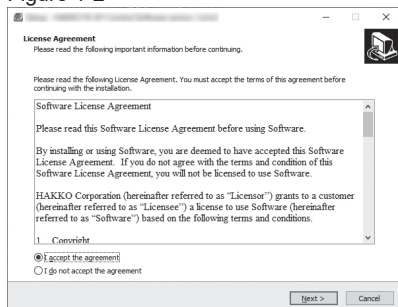 License Agreement
Please read the following important information before continuing.
Please read the following License Agreement. You must accept the terms of this agreement before
continuing with the installation.
Software License Agreement
Please read this Software License Agreement before using Software.
By installing or using Software, you are deemed to have accepted this Software
License Agreement.  If you do not agree with the terms and condition of this
Software License Agreement, you will not be licensed to use Software.
HAKKO Corporation (hereinafter referred to as “Licensor”) grants to a customer
(hereinafter referred to as “Licensee”) a license to use Software (hereinafter
referred to as “Software”) based on the following terms and conditions.
1   Copyright
I accept the agreement
I do not accept the agreement
Next >
Cancel